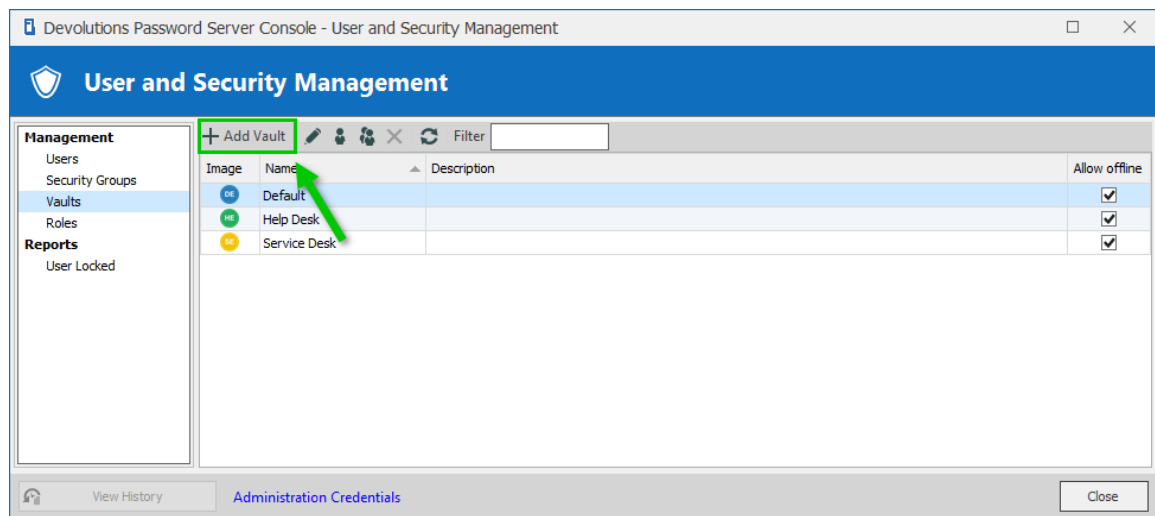 Devolutions Password Server Console - User and Security Management
User and Security Management
Management
Users
Security Groups
Vaults
Roles
Reports
User Locked
Add Vault Filter
Image Name Description Allow offline
DE Default
HE Help Desk
SE Service Desk
View History Administration Credentials Close